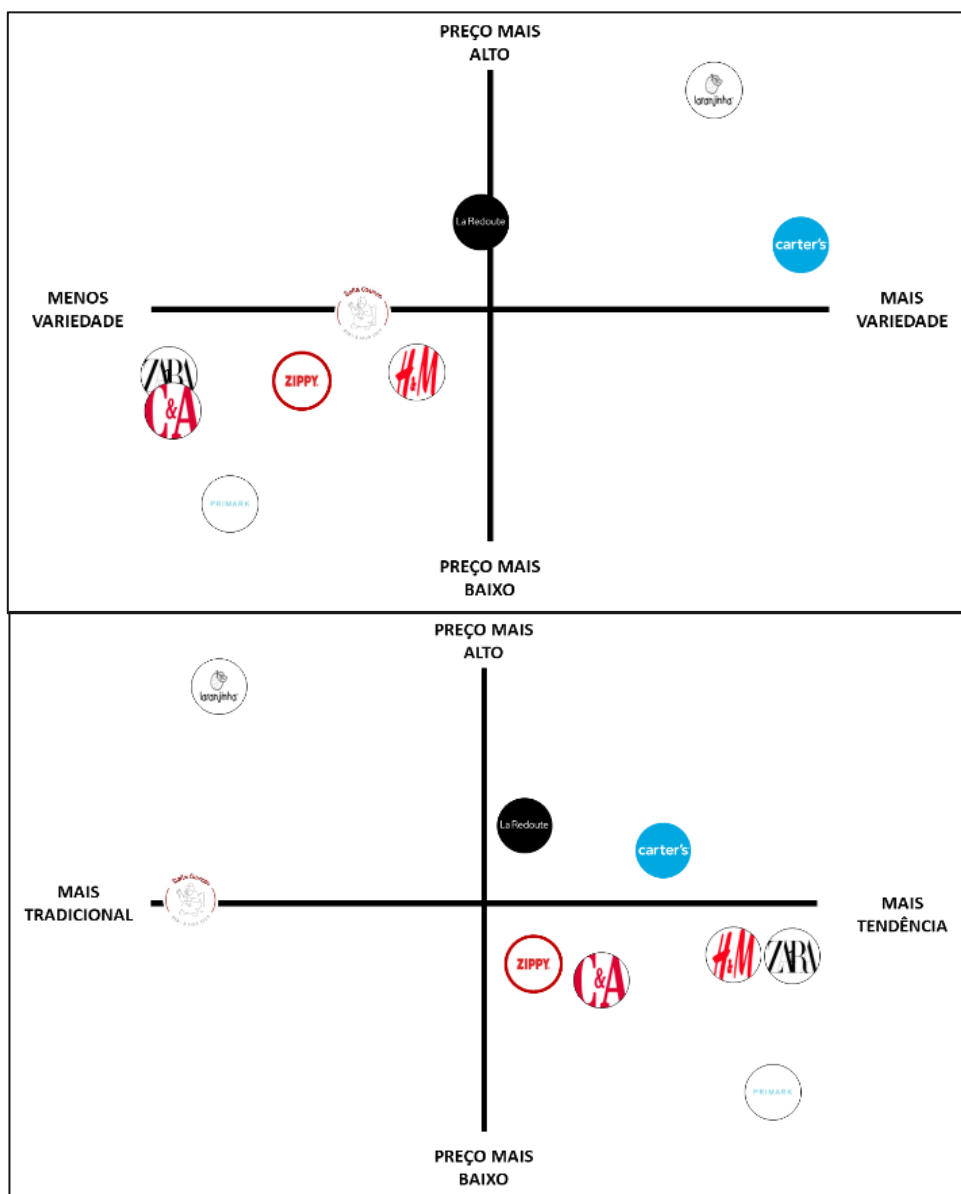 PREÇO MAIS
ALTO
laranjinha
La Redoute
carter's
MENOS
VARIEDADE
MAIS
VARIEDADE
ZARA
ZIPPY
H&M
C&A
PRIMARK
PREÇO MAIS
BAIXO
PREÇO MAIS
ALTO
laranjinha
La Redoute
carter's
MAIS
TRADICIONAL
MAIS
TENDÊNCIA
ZIPPY
C&A
H&M
ZARA
PRIMARK
PREÇO MAIS
BAIXO